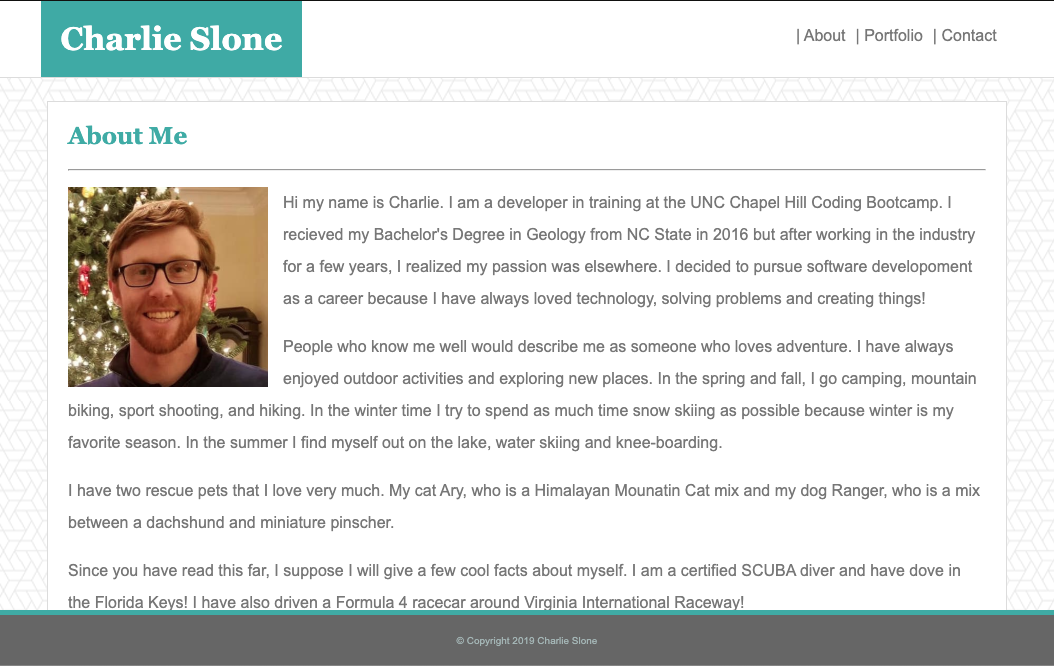 Charlie Slone
| About | Portfolio | Contact
About Me
Hi my name is Charlie. I am a developer in training at the UNC Chapel Hill Coding Bootcamp. I
recieved my Bachelor's Degree in Geology from NC State in 2016 but after working in the industry
for a few years, I realized my passion was elsewhere. I decided to pursue software developoment
as a career because I have always loved technology, solving problems and creating things!
People who know me well would describe me as someone who loves adventure. I have always
enjoyed outdoor activities and exploring new places. In the spring and fall, I go camping, mountain
biking, sport shooting, and hiking. In the winter time I try to spend as much time snow skiing as possible because winter is my
favorite season. In the summer I find myself out on the lake, water skiing and knee-boarding.
I have two rescue pets that I love very much. My cat Ary, who is a Himalayan Mounatin Cat mix and my dog Ranger, who is a mix
between a dachshund and miniature pinscher.
Since you have read this far, I suppose I will give a few cool facts about myself. I am a certified SCUBA diver and have dove in
the Florida Keys! I have also driven a Formula 4 racecar around Virginia International Raceway!
© Copyright 2019 Charlie Slone